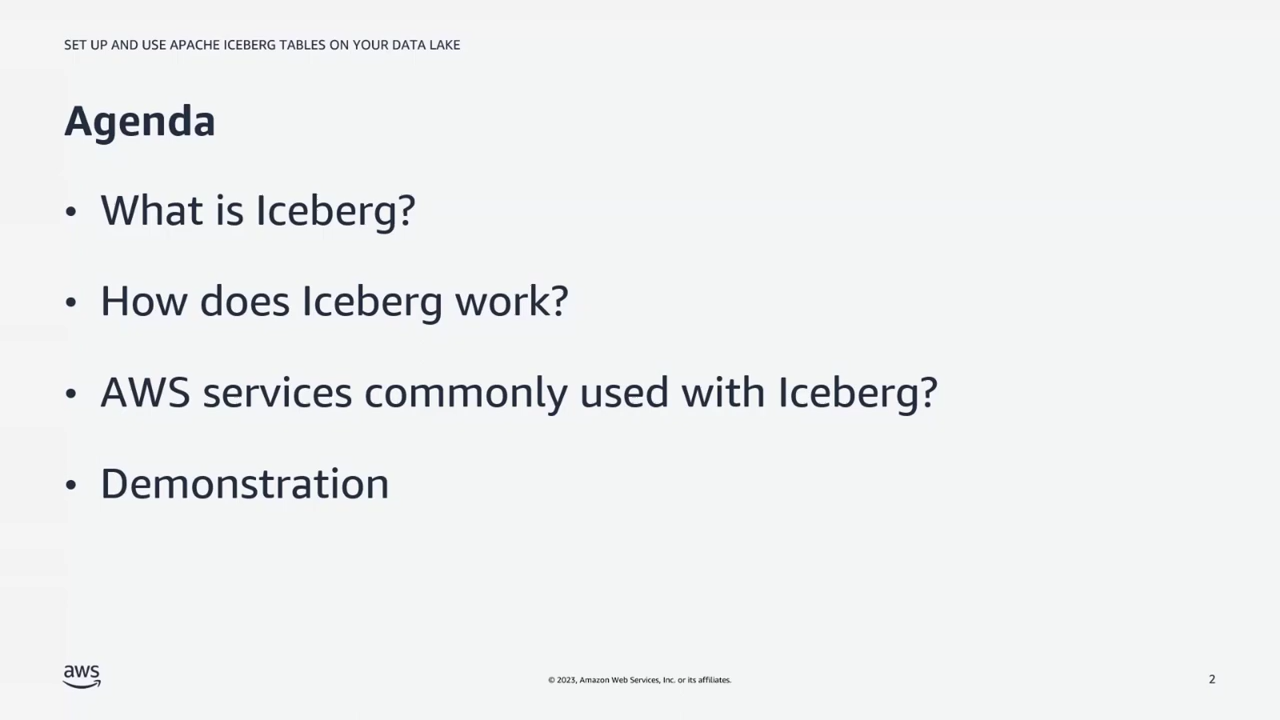 SET UP AND USE APACHE ICEBERG TABLES ON YOUR DATA LAKE
Agenda
• What is Iceberg?
• How does Iceberg work?
• AWS services commonly used with Iceberg?
• Demonstration
aws
© 2023, Amazon Web Services, Inc. or its affiliates.
2